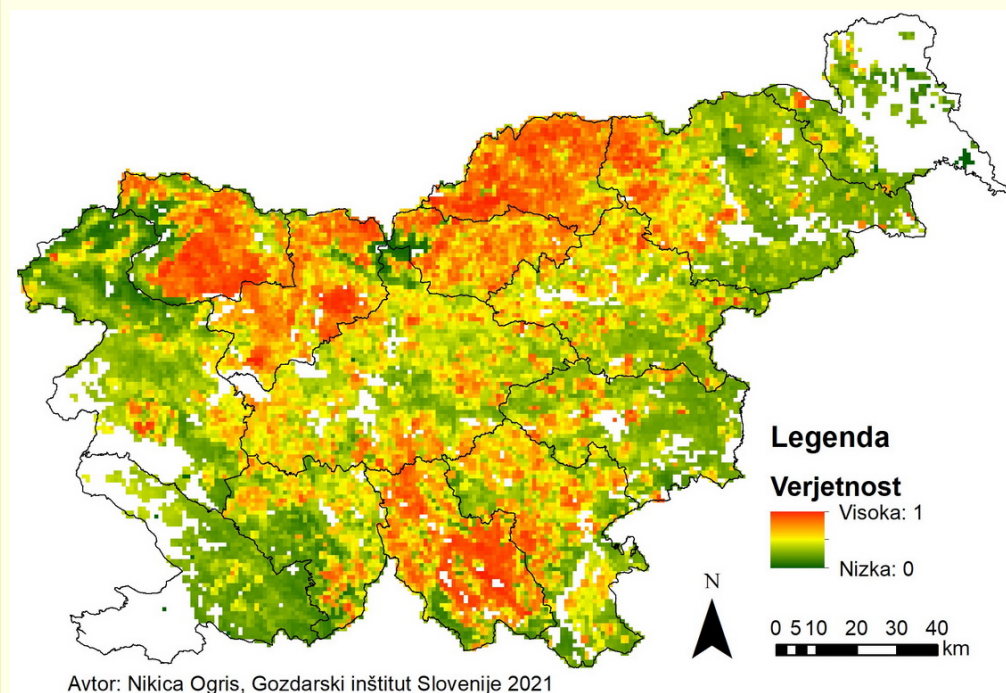 Legenda
Verjetnost
Visoka: 1
Nizka: 0
N
0 5 10 20 30 40
km
Avtor: Nikica Ogris, Gozdarski inštitut Slovenije 2021